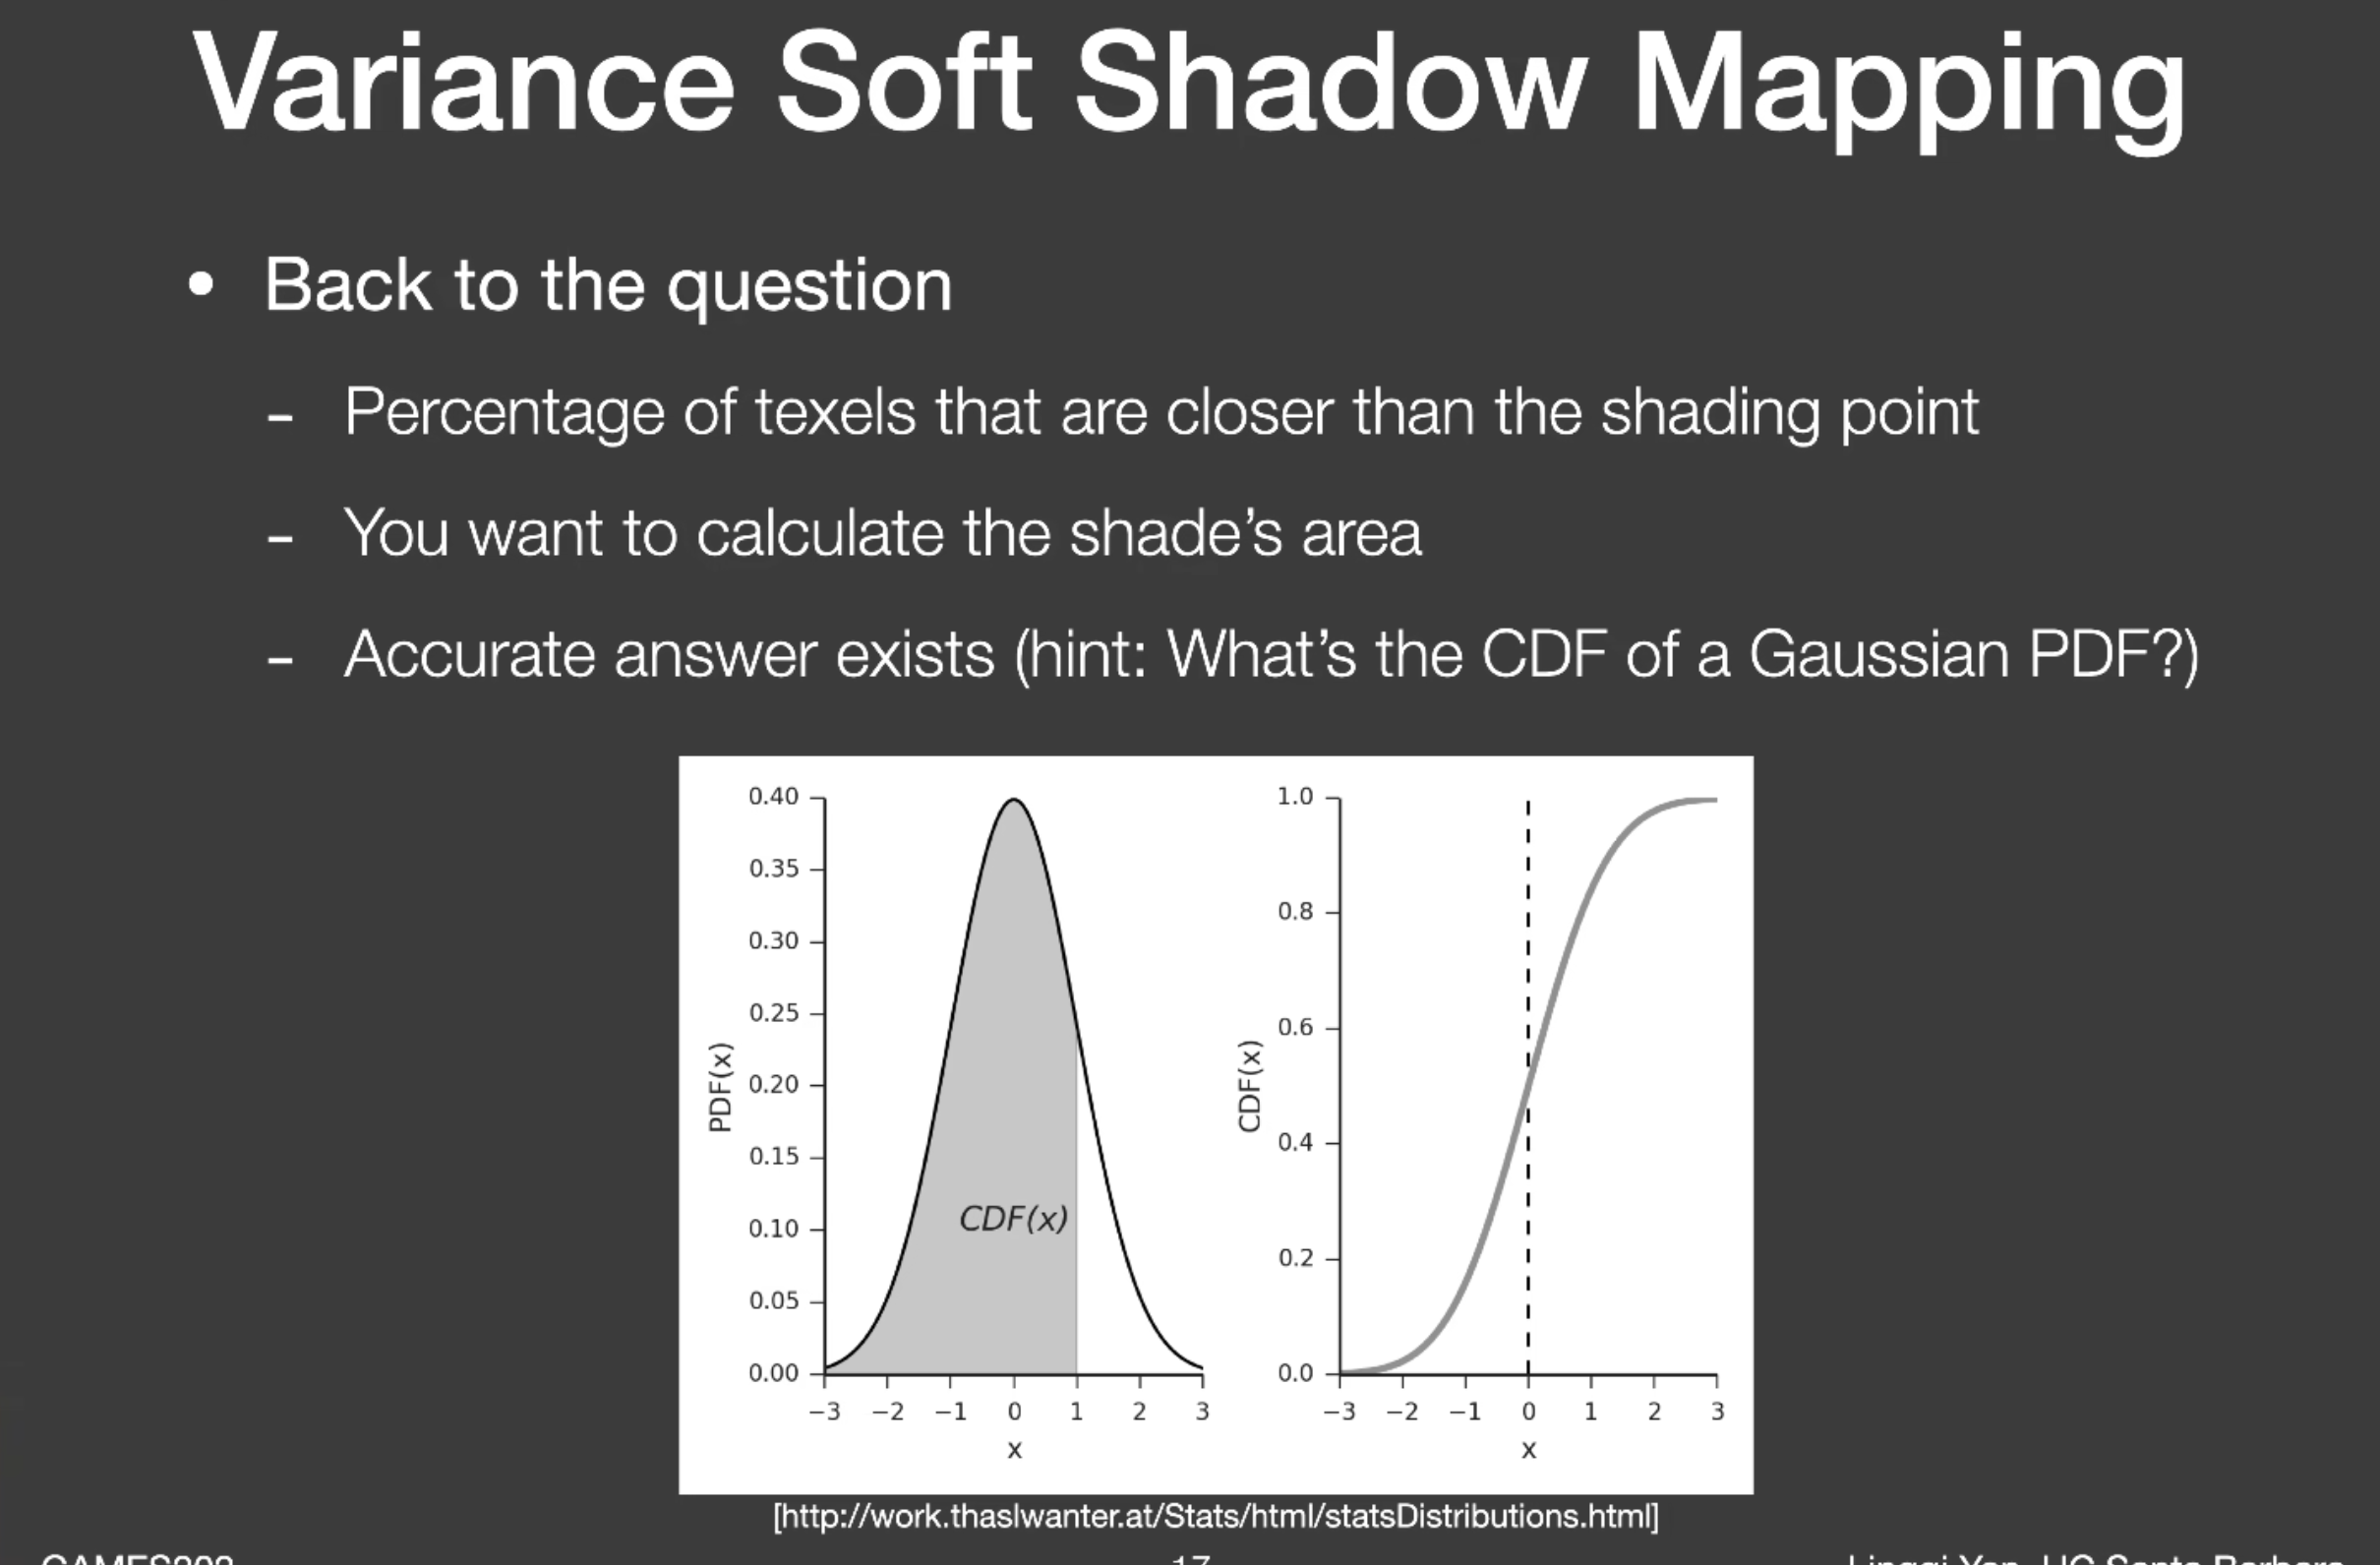 Variance Soft Shadow Mapping
• Back to the question
- Percentage of texels that are closer than the shading point
- You want to calculate the shade's area
- Accurate answer exists (hint: What's the CDF of a Gaussian PDF?)
0.40
0.35
0.30
0.25
0.20
0.15
0.10
0.05
0.00
PDF(x)
CDF(x)
−3 −2 −1 0 1 2 3
x
1.0
0.8
0.6
0.4
0.2
0.0
CDF(x)
−3 −2 −1 0 1 2 3
x
[http://work.thaslwanter.at/Stats/html/statsDistributions.html]
17